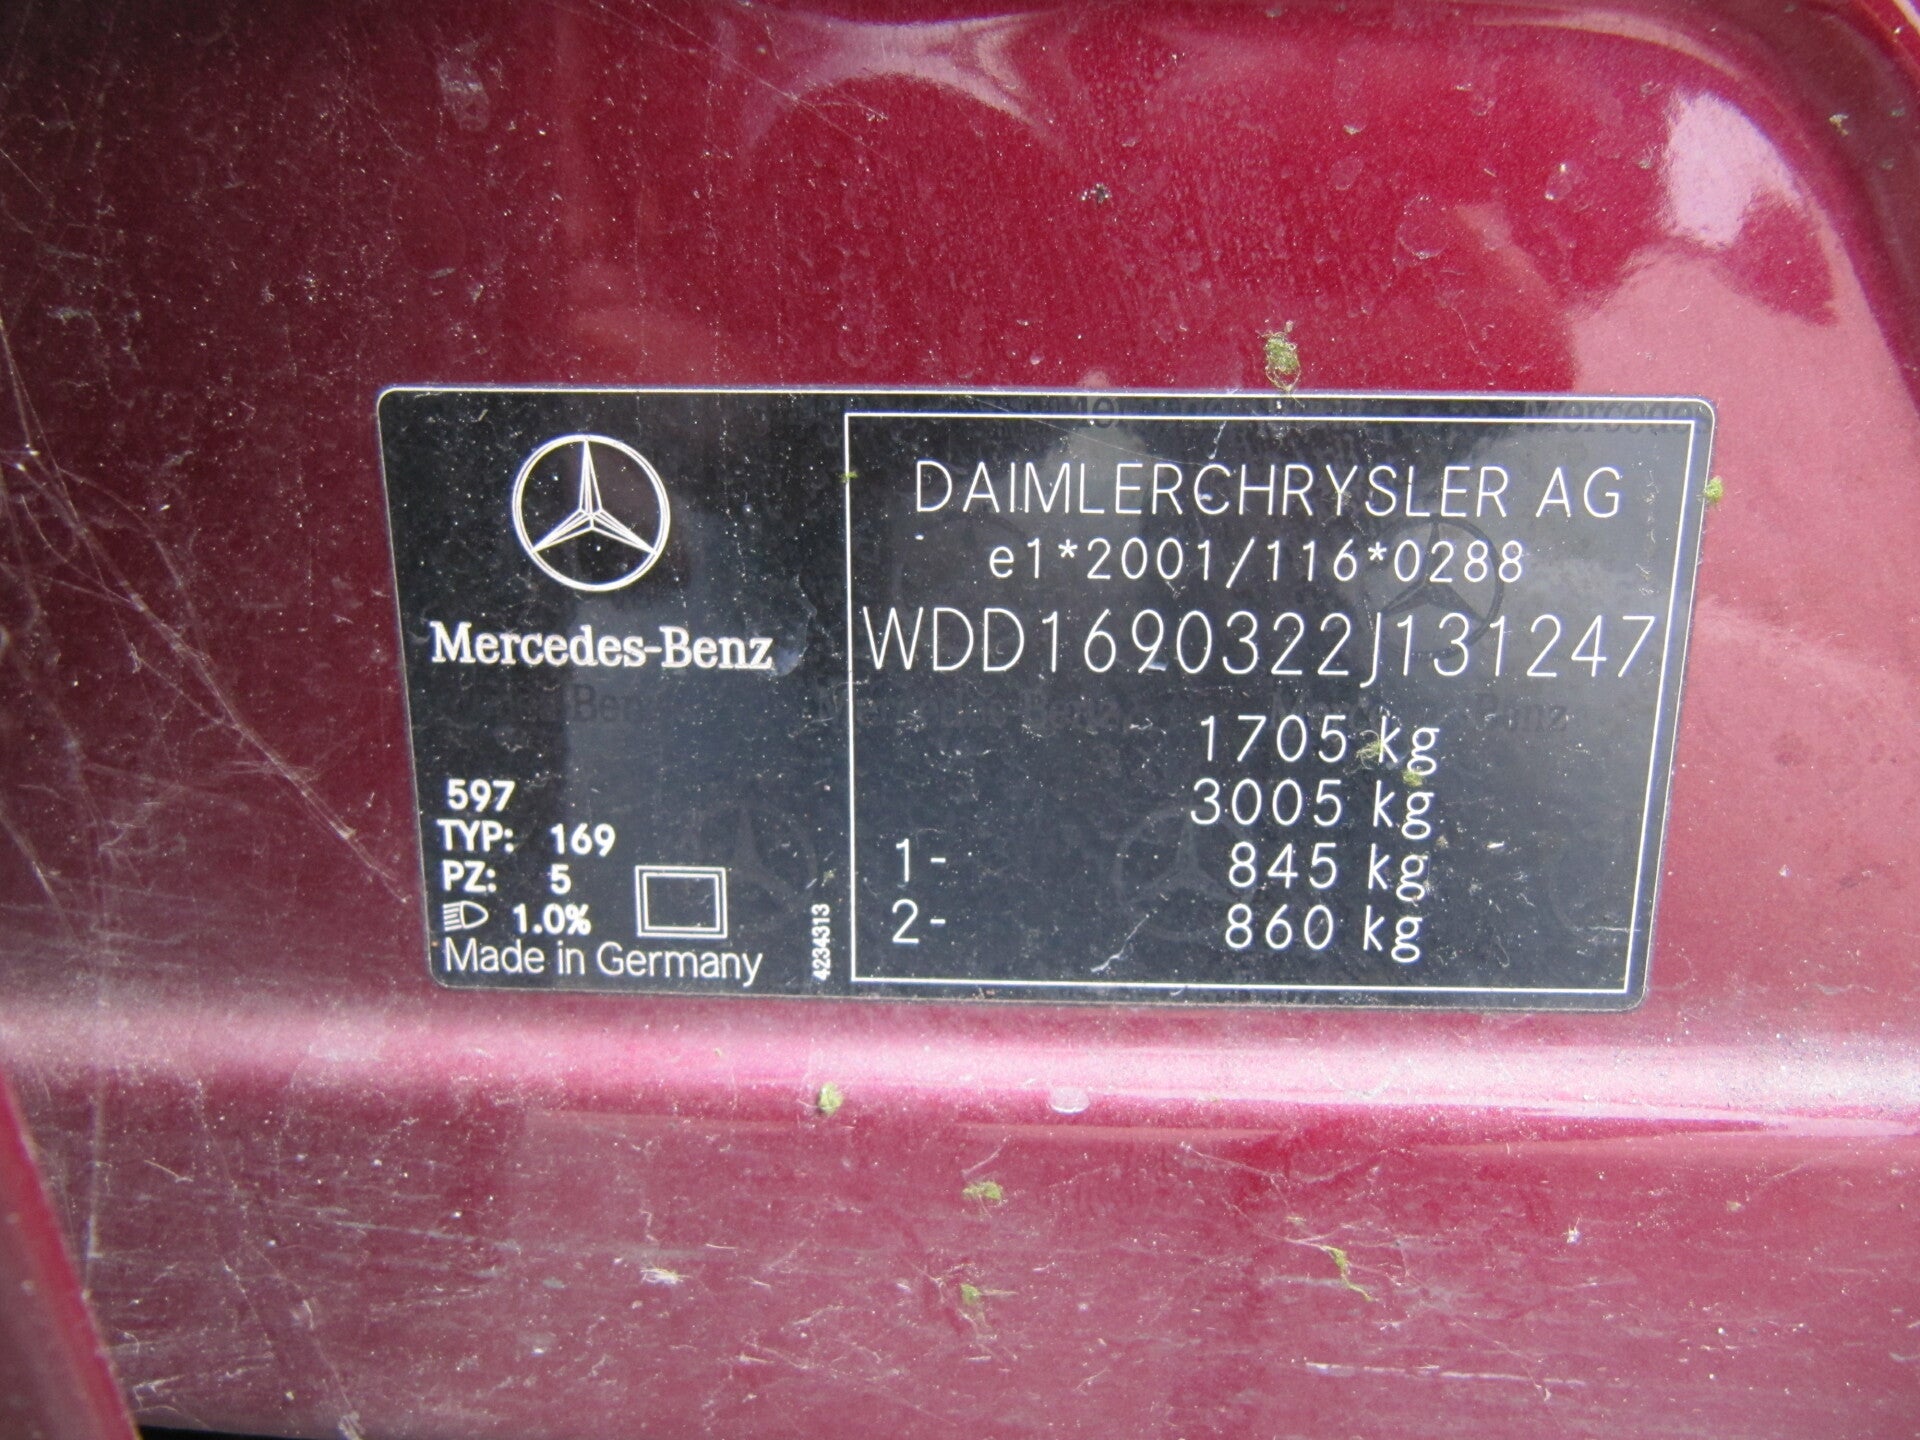 Mercedes-Benz
597
TYP: 169
PZ: 5
1.0%
Made in Germany
4234313
DAIMLERCHRYSLER AG
e1*2001/116*0288
WDD1690322J131247
1705 kg
3005 kg
1- 845 kg
2- 860 kg